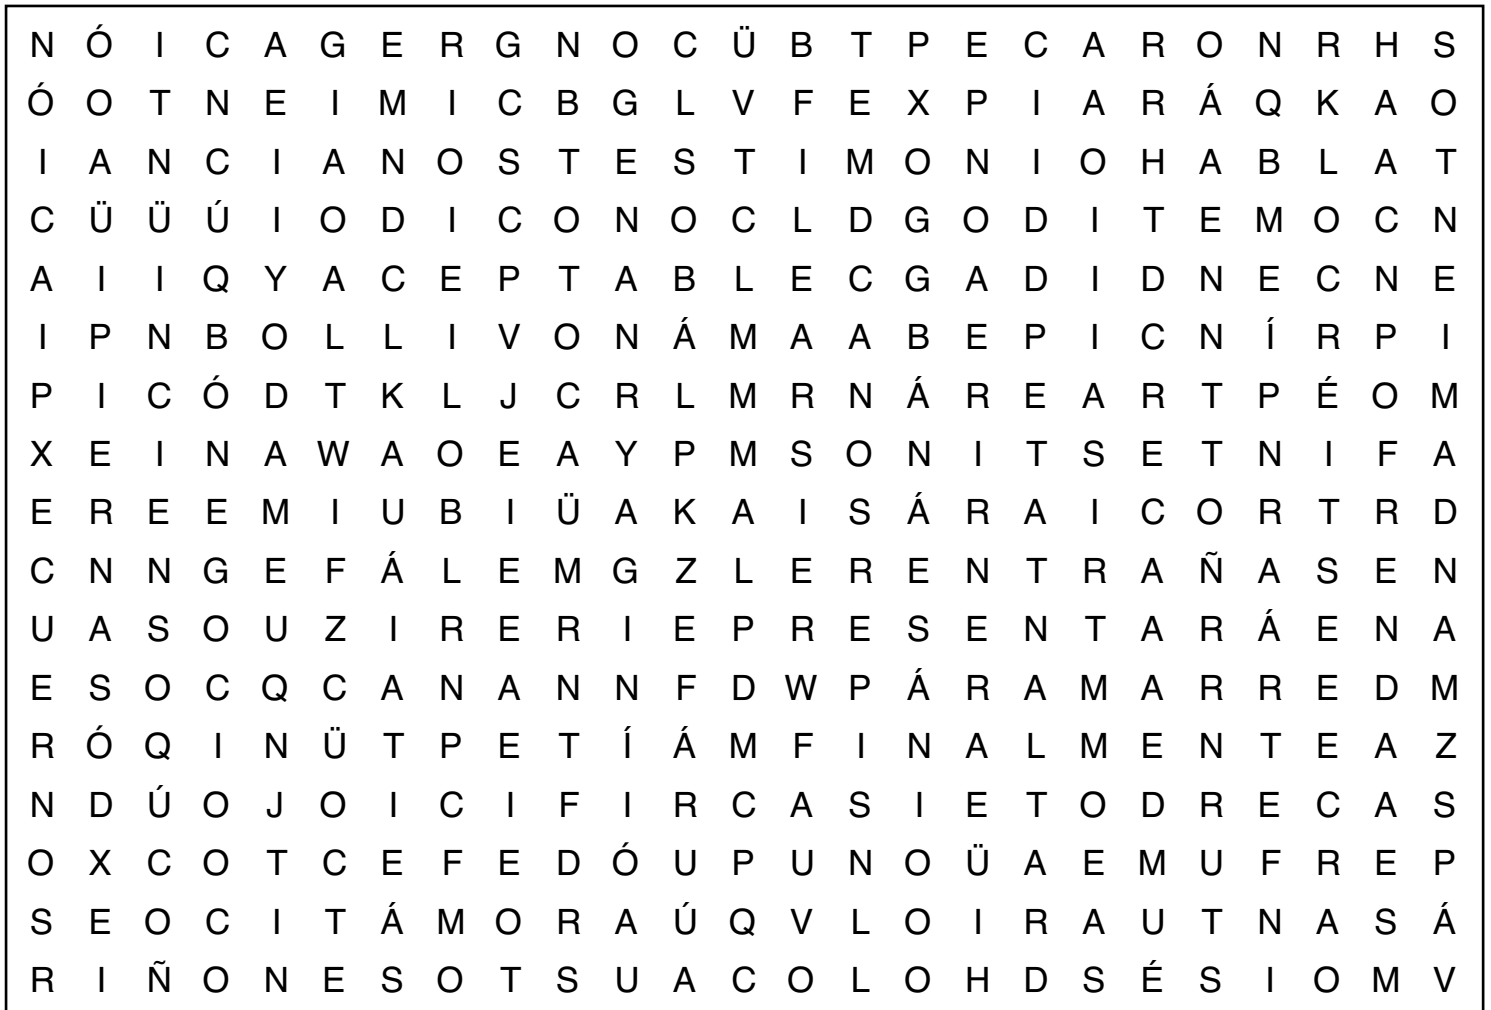 N Ó I C A G E R G N O C Ü B T P E C A R O N R H S
Ó O T N E I M I C B G L V F E X P I A R Á Q K A O
I A N C I A N O S T E S T I M O N I O H A B L A T
C Ü Ü Ú I O D I C O N O C L D G O D I T E M O C N
A I I Q Y A C E P T A B L E C G A D I D N E C N E
I P N B O L L I V O N Á M A A B E P I C N Í R P I
P I C Ó D T K L J C R L M R N Á R E A R T P É O M
X E I N A W A O E A Y P M S O N I T S E T N I F A
E R E E M I U B I Ü A K A I S Á R A I C O R T R D
C N N G E F Á L E M G Z L E R E N T R A Ñ A S E N
U A S O U Z I R E R I E P R E S E N T A R Á E N A
E S O C Q C A N A N N F D W P Á R A M A R R E D M
R Ó Q I N Ü T P E T Í Á M F I N A L M E N T E A Z
N D Ú O J O I C I F I R C A S I E T O D R E C A S
O X C O T C E F E D Ó U P U N O Ü A E M U F R E P
S E O C I T Á M O R A Ú Q V L O I R A U T N A S Á
R I Ñ O N E S O T S U A C O L O H D S É S I O M V